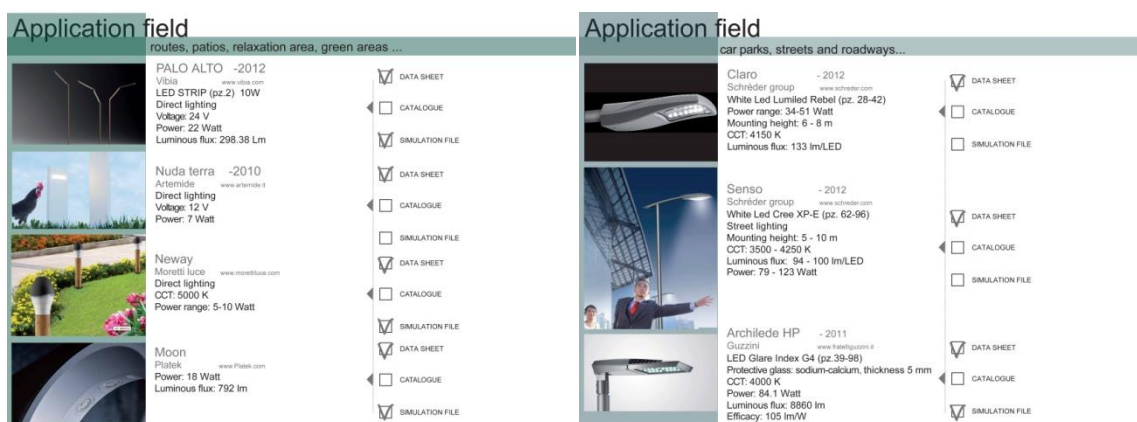 Application field
routes, patios, relaxation area, green areas ...
PALO ALTO -2012
Vibia www.vibia.com
LED STRIP (pz.2) 10W
Direct lighting
Voltage: 24 V
Power: 22 Watt
Luminous flux: 298.38 Lm
DATA SHEET
CATALOGUE
SIMULATION FILE
Nuda terra -2010
Artemide www.artemide.it
Direct lighting
Voltage: 12 V
Power: 7 Watt
DATA SHEET
CATALOGUE
SIMULATION FILE
Neway
Moretti luce www.morettiluce.com
Direct lighting
CCT: 5000 K
Power range: 5-10 Watt
DATA SHEET
CATALOGUE
SIMULATION FILE
Moon
Platek www.Platek.com
Power: 18 Watt
Luminous flux: 792 lm
DATA SHEET
CATALOGUE
SIMULATION FILE
Application field
car parks, streets and roadways...
Claro - 2012
Schréder group www.schreder.com
White Led Lumiled Rebel (pz. 28-42)
Power range: 34-51 Watt
Mounting height: 6 - 8 m
CCT: 4150 K
Luminous flux: 133 lm/LED
DATA SHEET
CATALOGUE
SIMULATION FILE
Senso - 2012
Schréder group www.schreder.com
White Led Cree XP-E (pz. 62-96)
Street lighting
Mounting height: 5 - 10 m
CCT: 3500 - 4250 K
Luminous flux: 94 - 100 lm/LED
Power: 79 - 123 Watt
DATA SHEET
CATALOGUE
SIMULATION FILE
Archilede HP - 2011
Guzzini www.fratelliguzzini.it
LED Glare Index G4 (pz.39-98)
Protective glass: sodium-calcium, thickness 5 mm
CCT: 4000 K
Power: 84.1 Watt
Luminous flux: 8860 lm
Efficacy: 105 lm/W
DATA SHEET
CATALOGUE
SIMULATION FILE